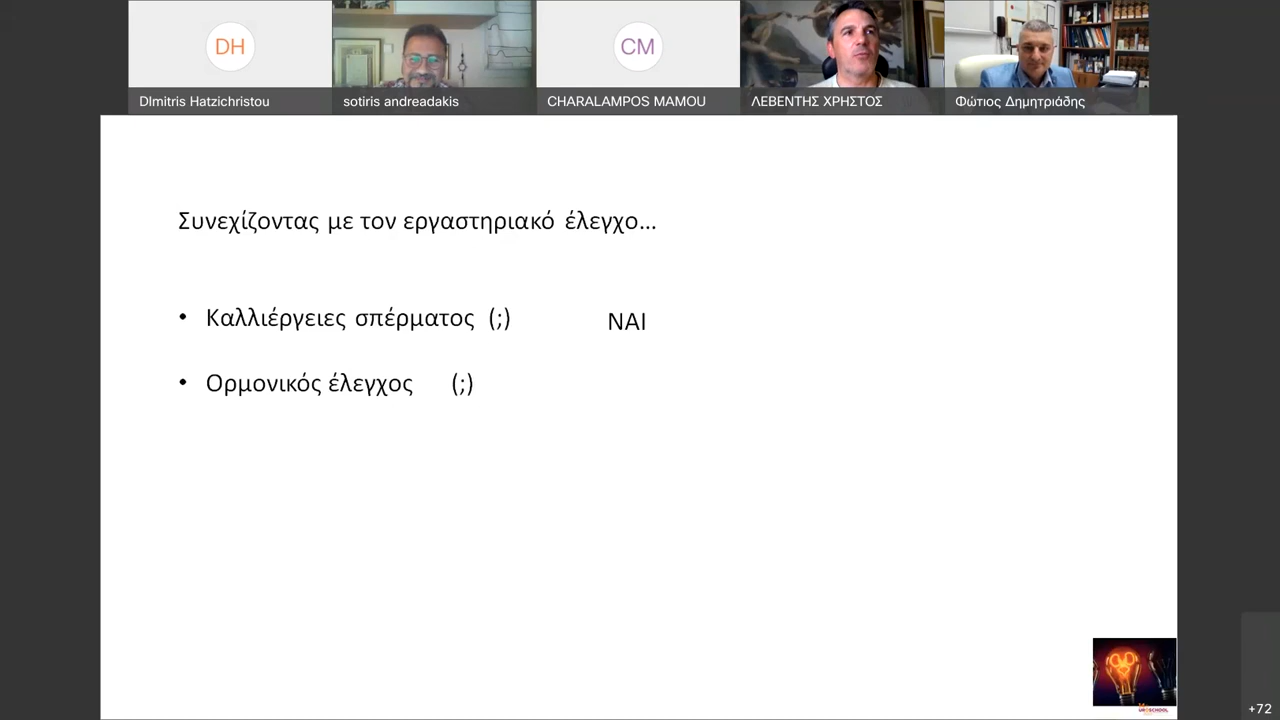 DH
CM
DImitris Hatzichristou
sotiris andreadakis
CHARALAMPOS MAMOU
ΛΕΒΕΝΤΗΣ ΧΡΗΣΤΟΣ
Φώτιος Δημητριάδης
Συνεχίζοντας με τον εργαστηριακό έλεγχο...
• Καλλιέργειες σπέρματος (;) ΝΑΙ
• Ορμονικός έλεγχος (;)
+72